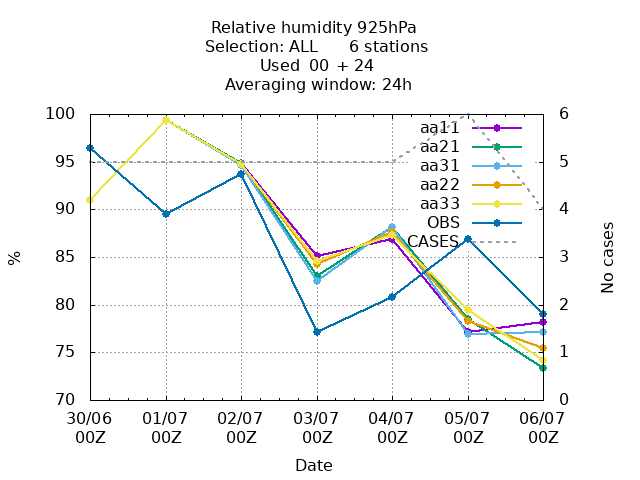 Relative humidity 925hPa
Selection: ALL 6 stations
Used 00 + 24
Averaging window: 24h
100 6
aa11
aa21
95 5
aa31
aa22
aa33
90 4
OBS
CASES
85 3
80 2
75 1
70 0
%
No cases
30/06 01/07 02/07 03/07 04/07 05/07 06/07
00Z 00Z 00Z 00Z 00Z 00Z 00Z
Date